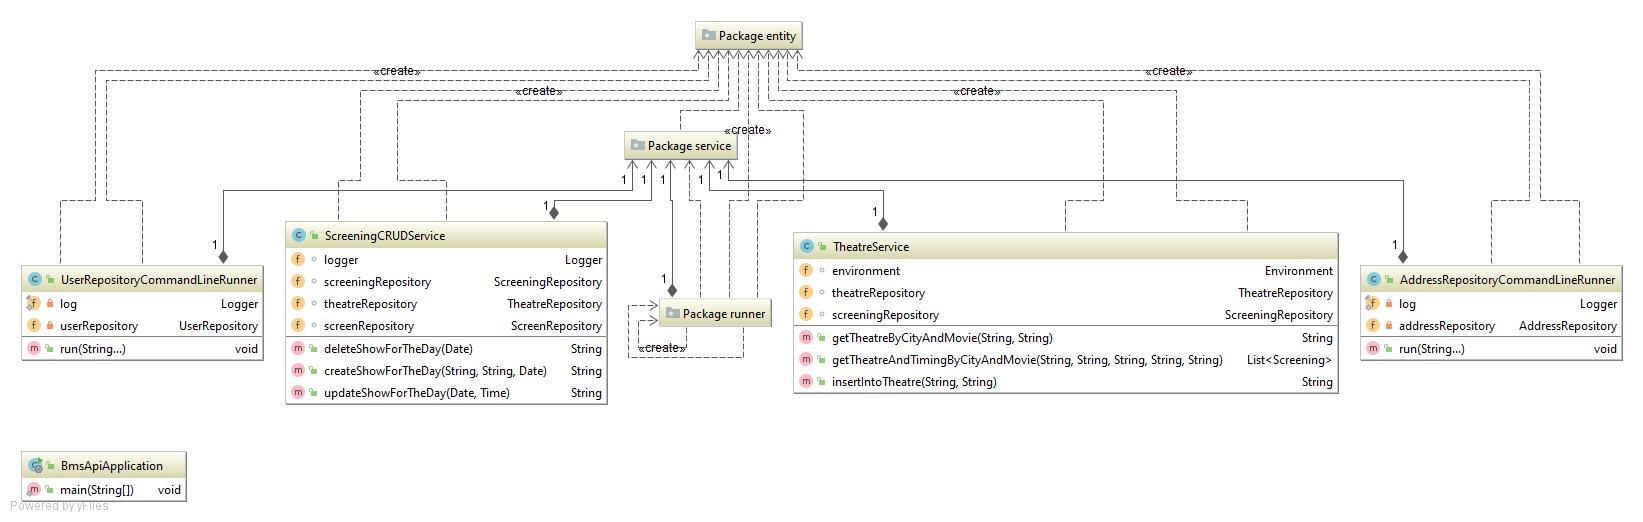 Package entity
«create»
«create»
«create»
«create»
«create»
Package service
1
1
1
1
1
1
1
1
1
1
UserRepositoryCommandLineRunner
log Logger
userRepository UserRepository
run(String...) void
ScreeningCRUDService
logger Logger
screeningRepository ScreeningRepository
theatreRepository TheatreRepository
screenRepository ScreenRepository
deleteShowForTheDay(Date) String
createShowForTheDay(String, String, Date) String
updateShowForTheDay(Date, Time) String
Package runner
«create»
TheatreService
environment Environment
theatreRepository TheatreRepository
screeningRepository ScreeningRepository
getTheatreByCityAndMovie(String, String) String
getTheatreAndTimingByCityAndMovie(String, String, String, String, String) List<Screening>
insertIntoTheatre(String, String) String
AddressRepositoryCommandLineRunner
log Logger
addressRepository AddressRepository
run(String...) void
BmsApiApplication
main(String[]) void
Powered by yFiles